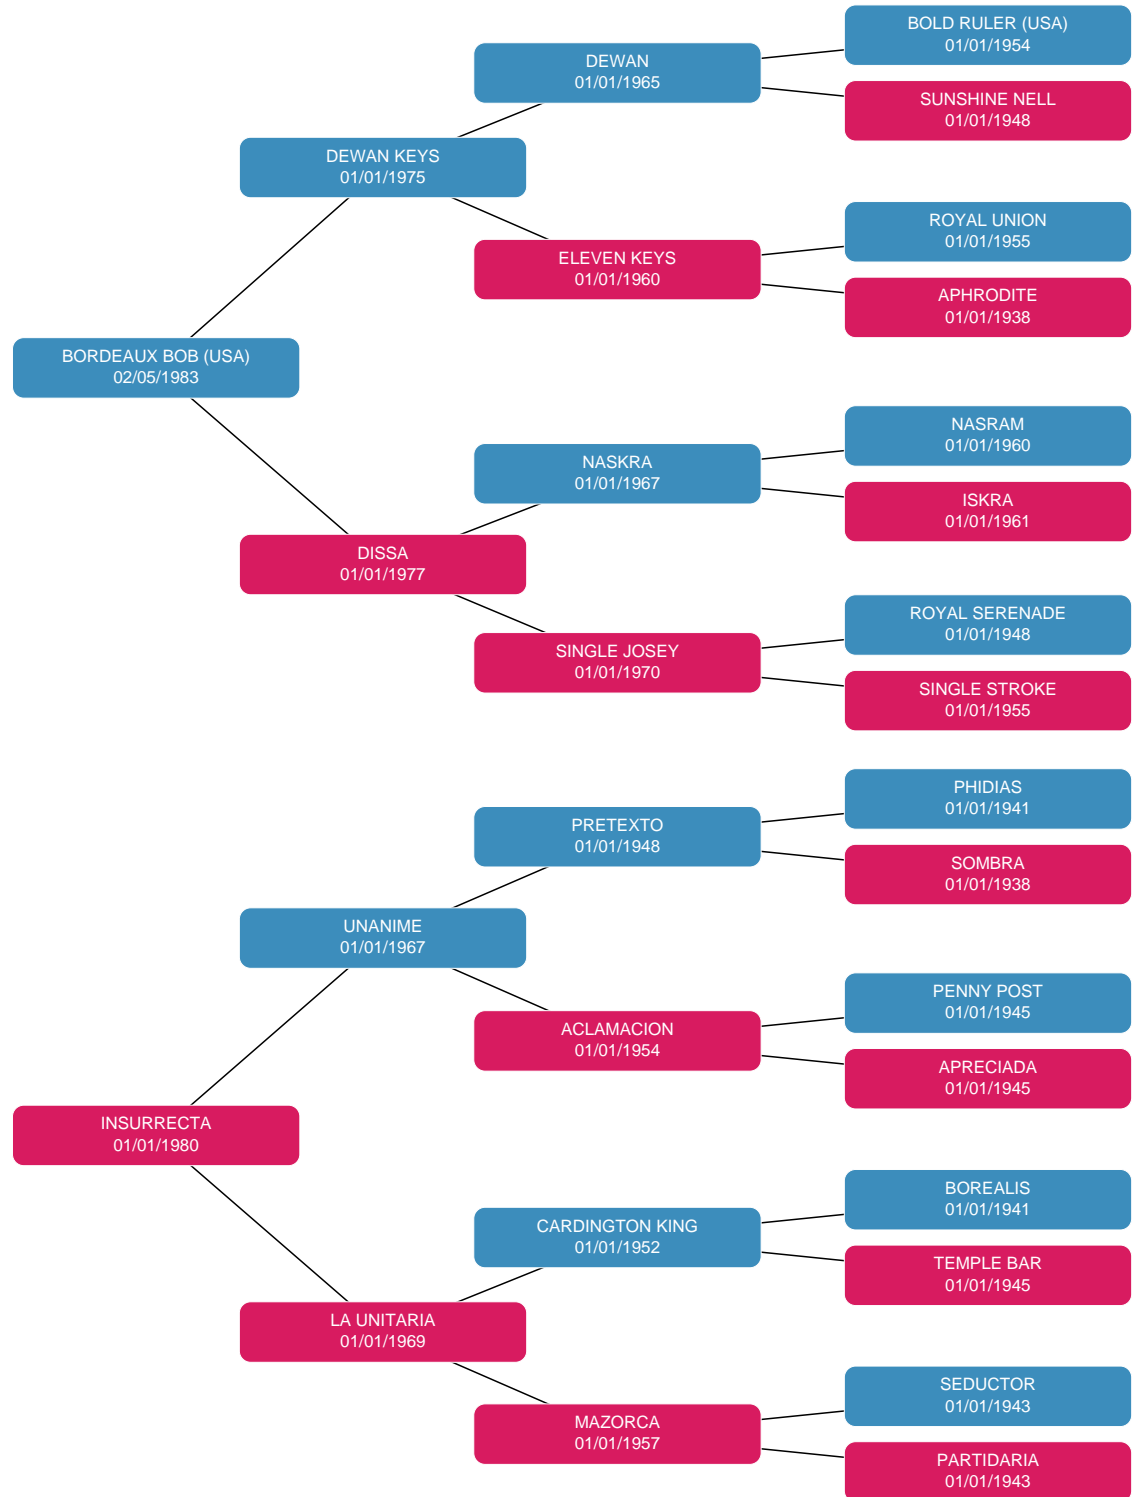 BOLD RULER (USA)
01/01/1954
DEWAN
01/01/1965
SUNSHINE NELL
01/01/1948
DEWAN KEYS
01/01/1975
ROYAL UNION
01/01/1955
ELEVEN KEYS
01/01/1960
APHRODITE
01/01/1938
BORDEAUX BOB (USA)
02/05/1983
NASRAM
01/01/1960
NASKRA
01/01/1967
ISKRA
01/01/1961
DISSA
01/01/1977
ROYAL SERENADE
01/01/1948
SINGLE JOSEY
01/01/1970
SINGLE STROKE
01/01/1955
PHIDIAS
01/01/1941
PRETEXTO
01/01/1948
SOMBRA
01/01/1938
UNANIME
01/01/1967
PENNY POST
01/01/1945
ACLAMACION
01/01/1954
APRECIADA
01/01/1945
INSURRECTA
01/01/1980
BOREALIS
01/01/1941
CARDINGTON KING
01/01/1952
TEMPLE BAR
01/01/1945
LA UNITARIA
01/01/1969
SEDUCTOR
01/01/1943
MAZORCA
01/01/1957
PARTIDARIA
01/01/1943